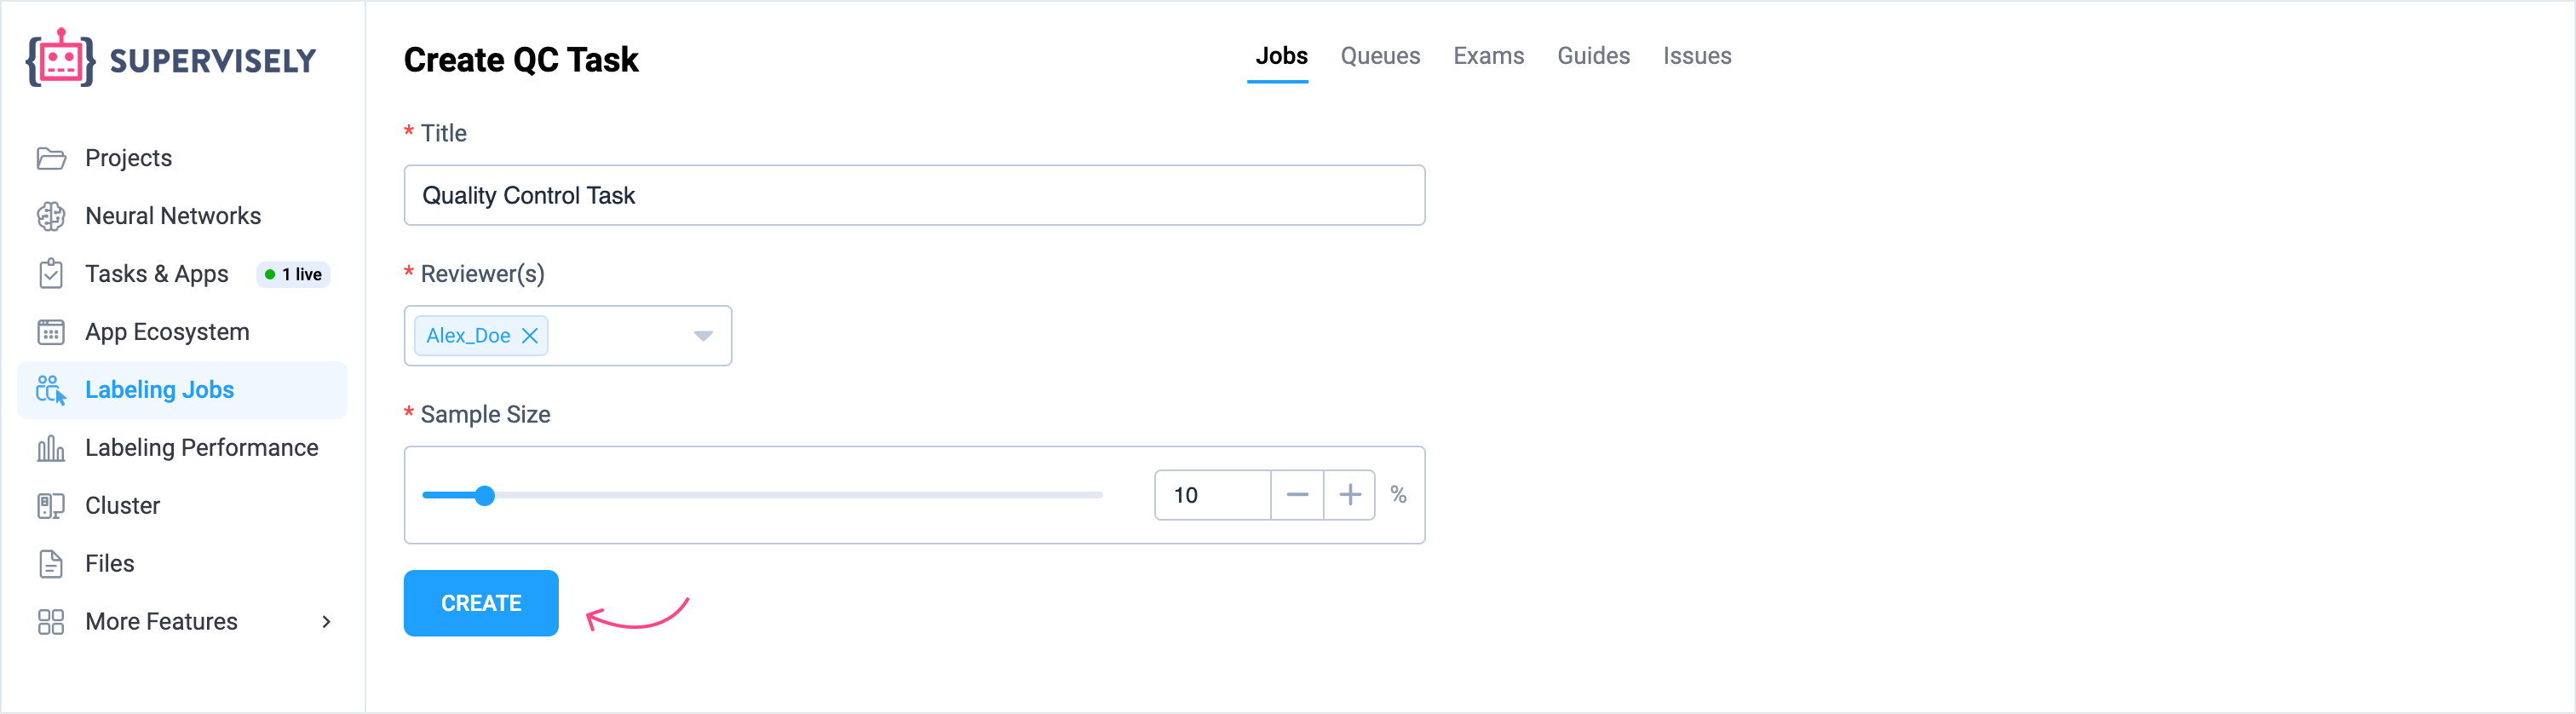 SUPERVISELY
Projects
Neural Networks
Tasks & Apps 1 live
App Ecosystem
Labeling Jobs
Labeling Performance
Cluster
Files
More Features
Create QC Task
Jobs Queues Exams Guides Issues
* Title
Quality Control Task
* Reviewer(s)
Alex_Doe
* Sample Size
10 %
CREATE